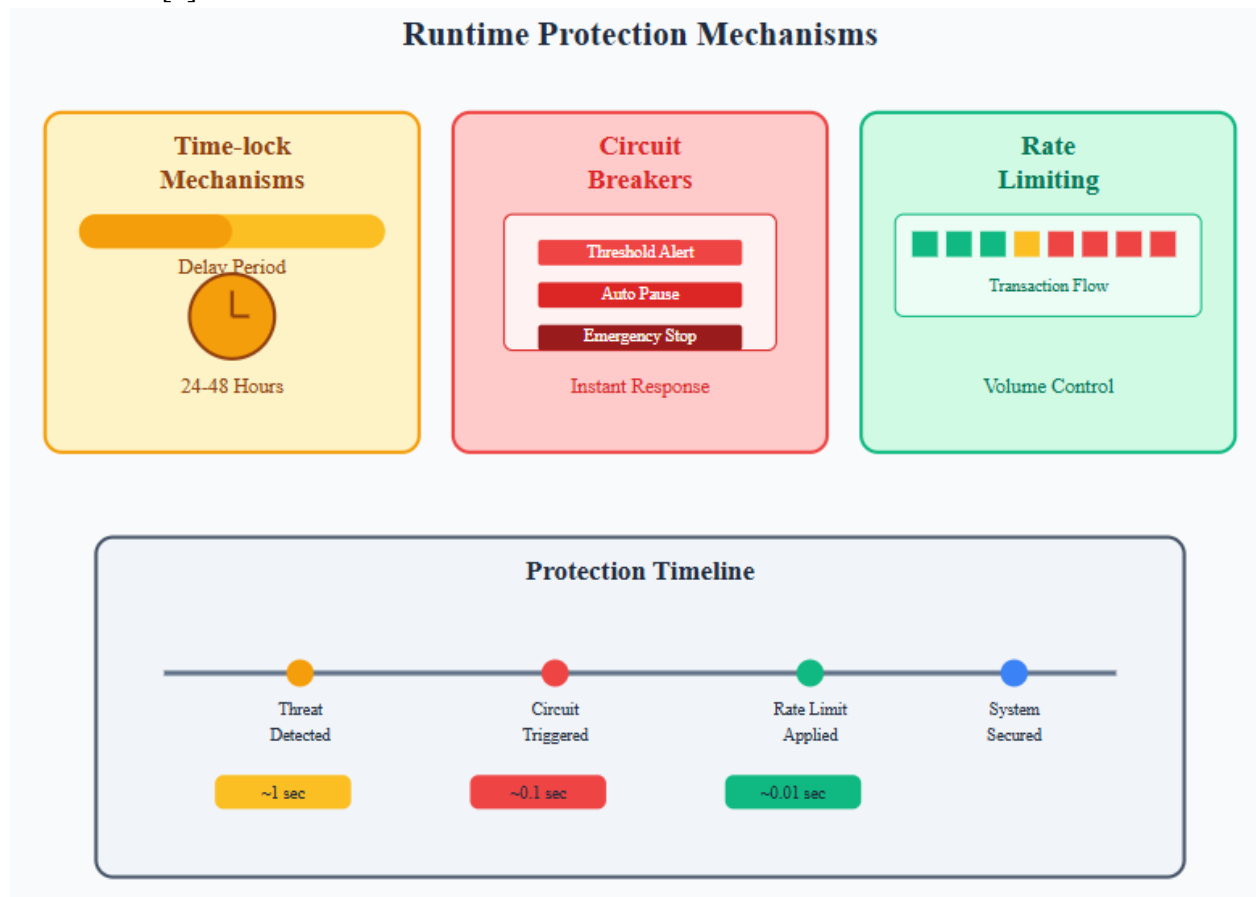 Runtime Protection Mechanisms
Time-lock
Mechanisms
Delay Period
24-48 Hours
Circuit
Breakers
Threshold Alert
Auto Pause
Emergency Stop
Instant Response
Rate
Limiting
Transaction Flow
Volume Control
Protection Timeline
Threat
Detected
~1 sec
Circuit
Triggered
~0.1 sec
Rate Limit
Applied
~0.01 sec
System
Secured